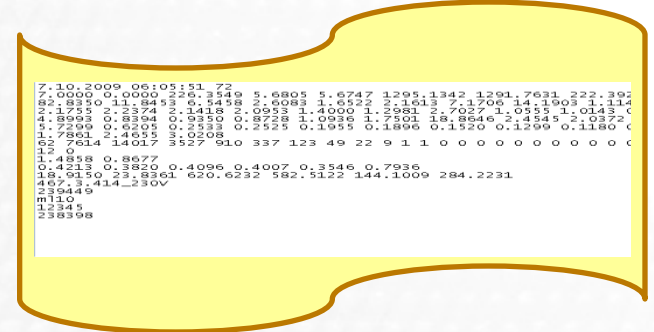 7.10.2009 06:05:51 72
7.0000 0.0000 226.3549 5.6805 5.6747 1295.1342 1291.7631 222.392
82.8350 11.8453 6.5458 2.6083 1.6522 2.1613 7.1706 14.1903 1.114
2.1755 2.2374 2.1418 2.0953 1.4000 1.2981 2.7027 1.0555 1.0143 0
4.8993 0.8394 0.9350 0.8728 1.0936 1.7501 18.8646 2.4545 2.0372
5.7299 0.6205 0.2533 0.2525 0.1955 0.1896 0.1520 0.1299 0.1180 0
1.7861 2.4655 3.0208
62 7614 14017 3527 910 337 123 49 22 9 1 1 0 0 0 0 0 0 0 0 0 0
12 0
1.4858 0.8677
0.4213 0.3820 0.4096 0.4007 0.3546 0.7936
18.9150 23.8361 620.6232 582.5122 144.1009 284.2231
467.3.414_230V
239449
ml10
12345
238398